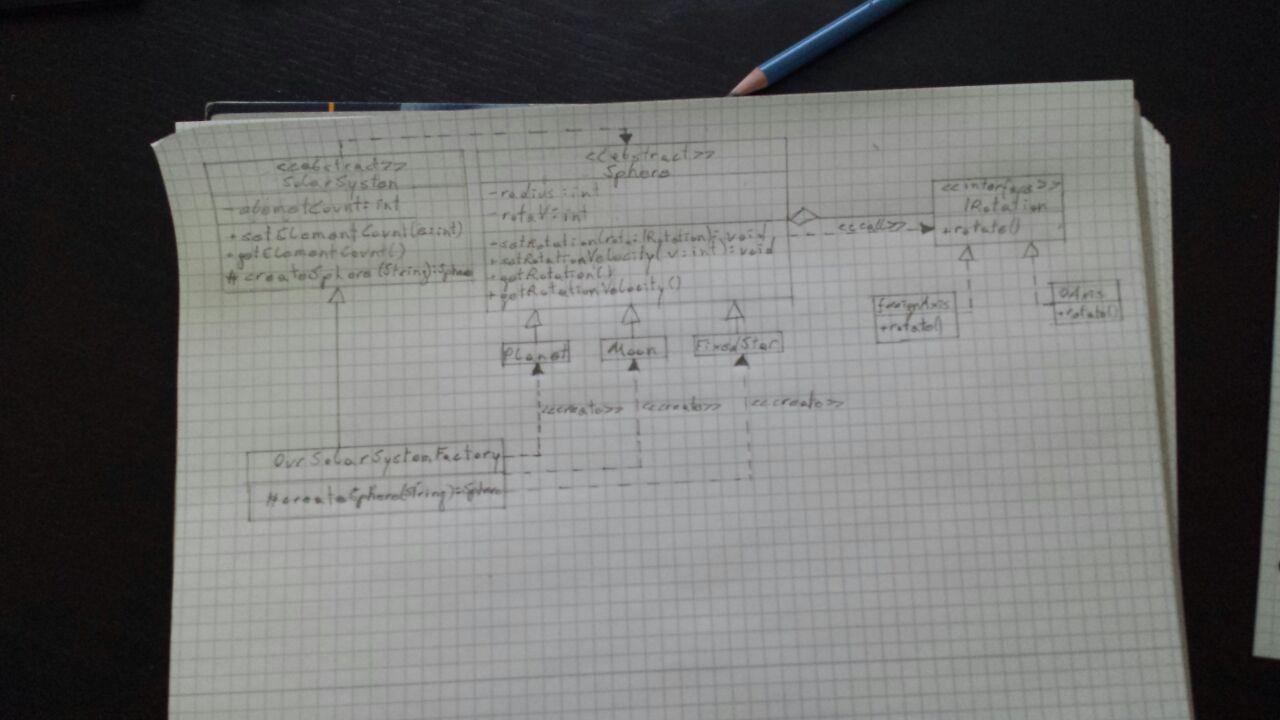 <<abstract>>
SolarSystem
- elementCount: int
+ setElementCount(e:int)
+ getElementCount()
# createSphere(String):Sphere
<<abstract>>
Sphere
- radius: int
- rotaV: int
- setRotation(rota: IRotation): void
+ setRotationVelocity(v: int): void
+ getRotation()
+ getRotationVelocity()
<<call>>
<<interface>>
IRotation
+ rotate()
foreignAxis
+ rotate()
Axis
+ rotate()
Planet
Moon
FixedStar
<<create>>
<<create>>
<<create>>
OurSolarSystemFactory
# createSphere(String):Sphere